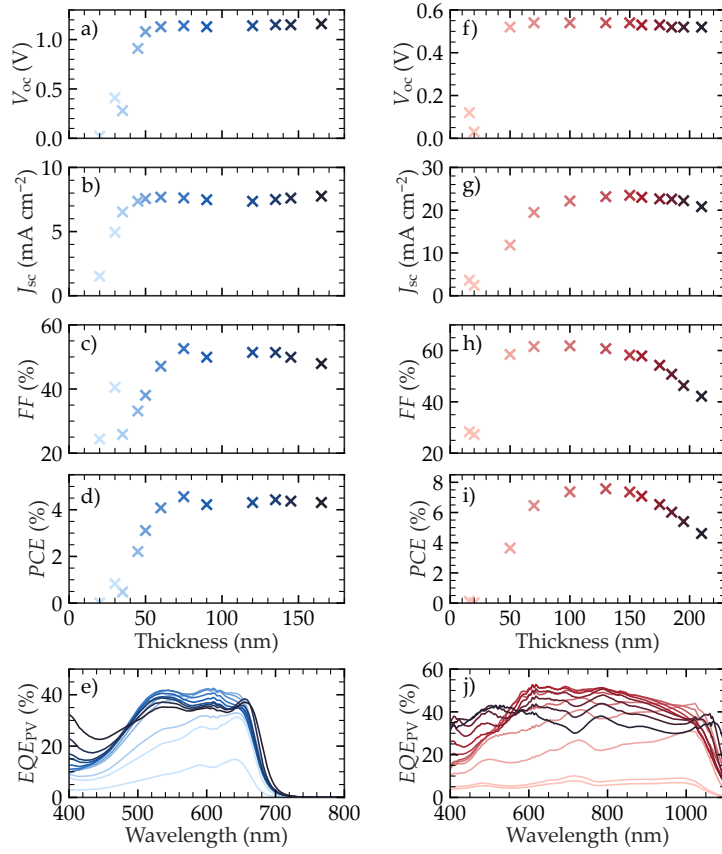 a)
V_oc (V)
0.0
0.5
1.0
f)
V_oc (V)
0.0
0.2
0.4
0.6
b)
J_sc (mA cm⁻²)
0
5
10
g)
J_sc (mA cm⁻²)
0
10
20
30
c)
FF (%)
20
40
60
h)
FF (%)
20
40
60
d)
PCE (%)
0
2
4
0 50 100 150
Thickness (nm)
i)
PCE (%)
0
2
4
6
8
0 50 100 150 200
Thickness (nm)
e)
EQE_PV (%)
0
20
40
400 500 600 700 800
Wavelength (nm)
j)
EQE_PV (%)
0
20
40
60
400 600 800 1000
Wavelength (nm)